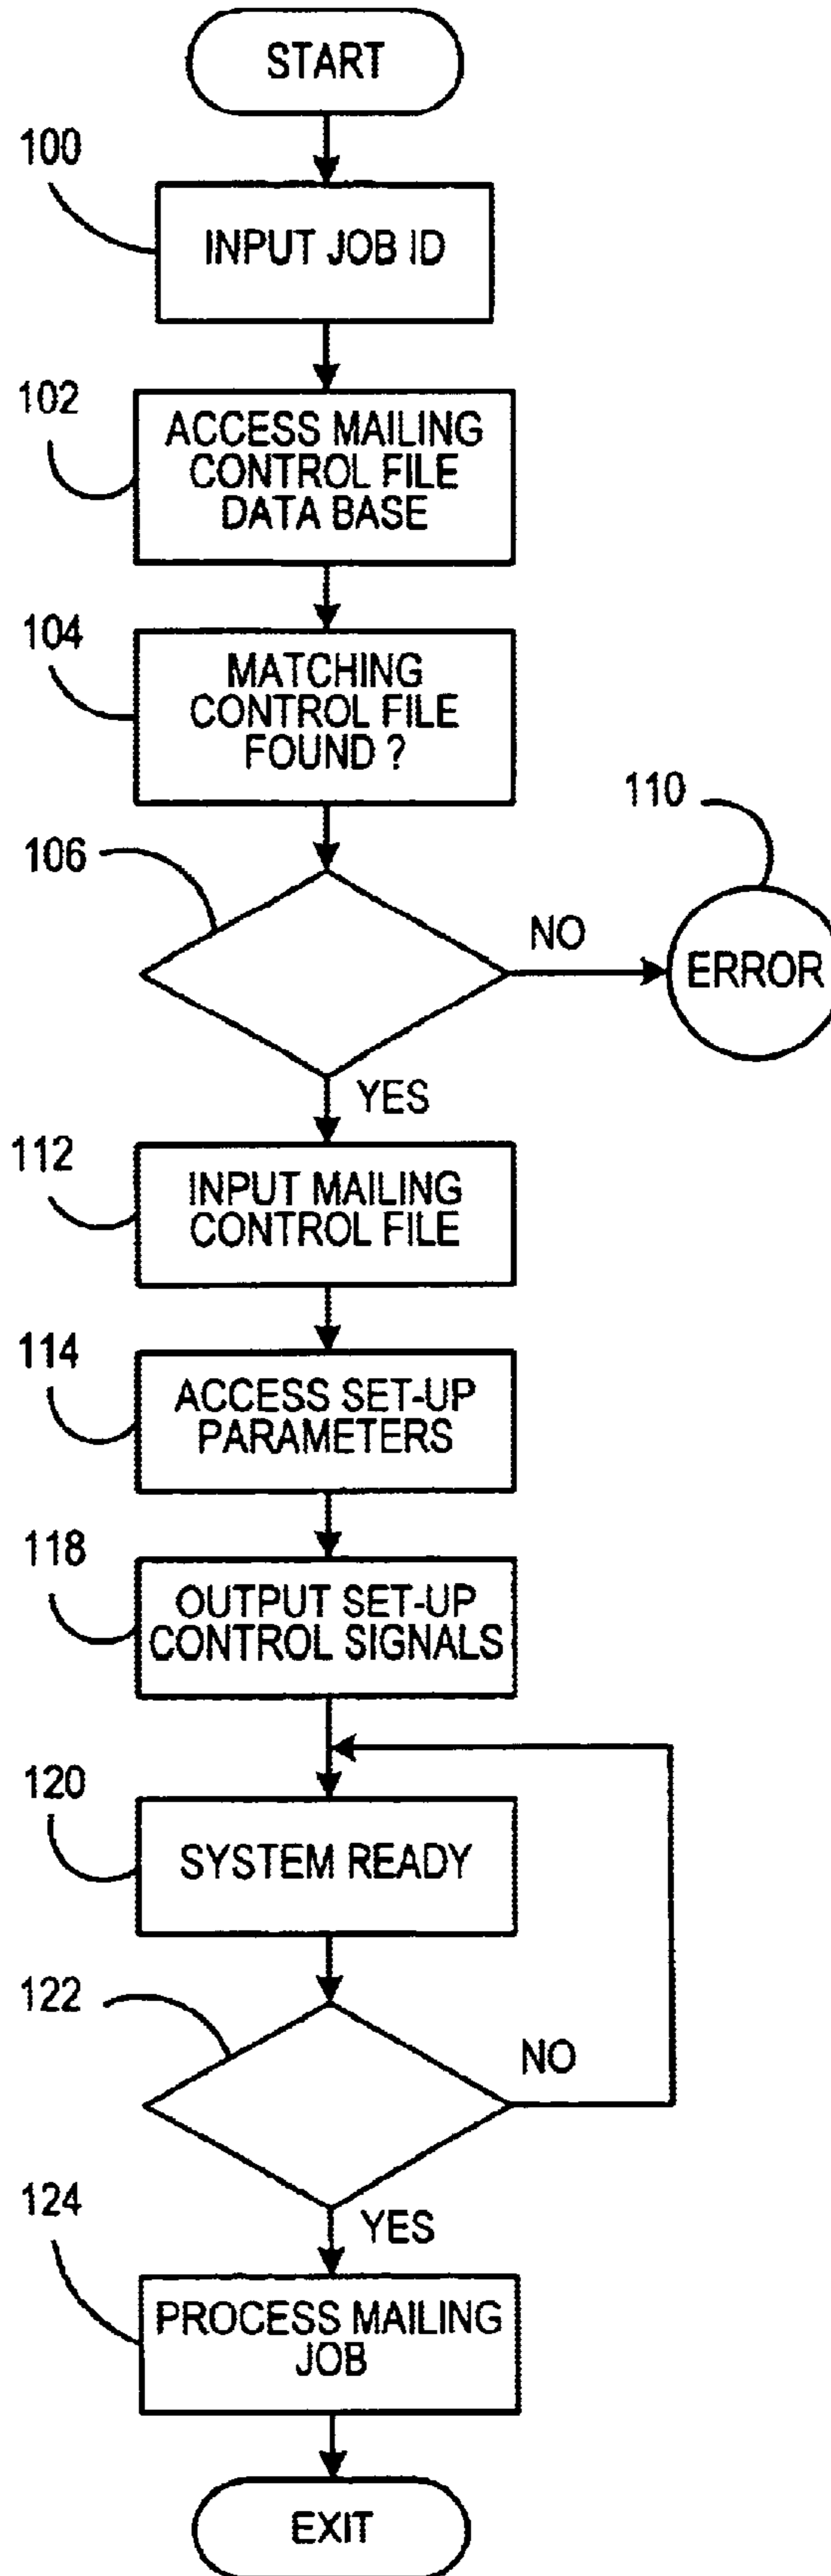 START
100
INPUT JOB ID
102
ACCESS MAILING
CONTROL FILE
DATA BASE
104
MATCHING
CONTROL FILE
FOUND ?
110
106
NO
ERROR
YES
112
INPUT MAILING
CONTROL FILE
114
ACCESS SET-UP
PARAMETERS
118
OUTPUT SET-UP
CONTROL SIGNALS
120
SYSTEM READY
122
NO
YES
124
PROCESS MAILING
JOB
EXIT